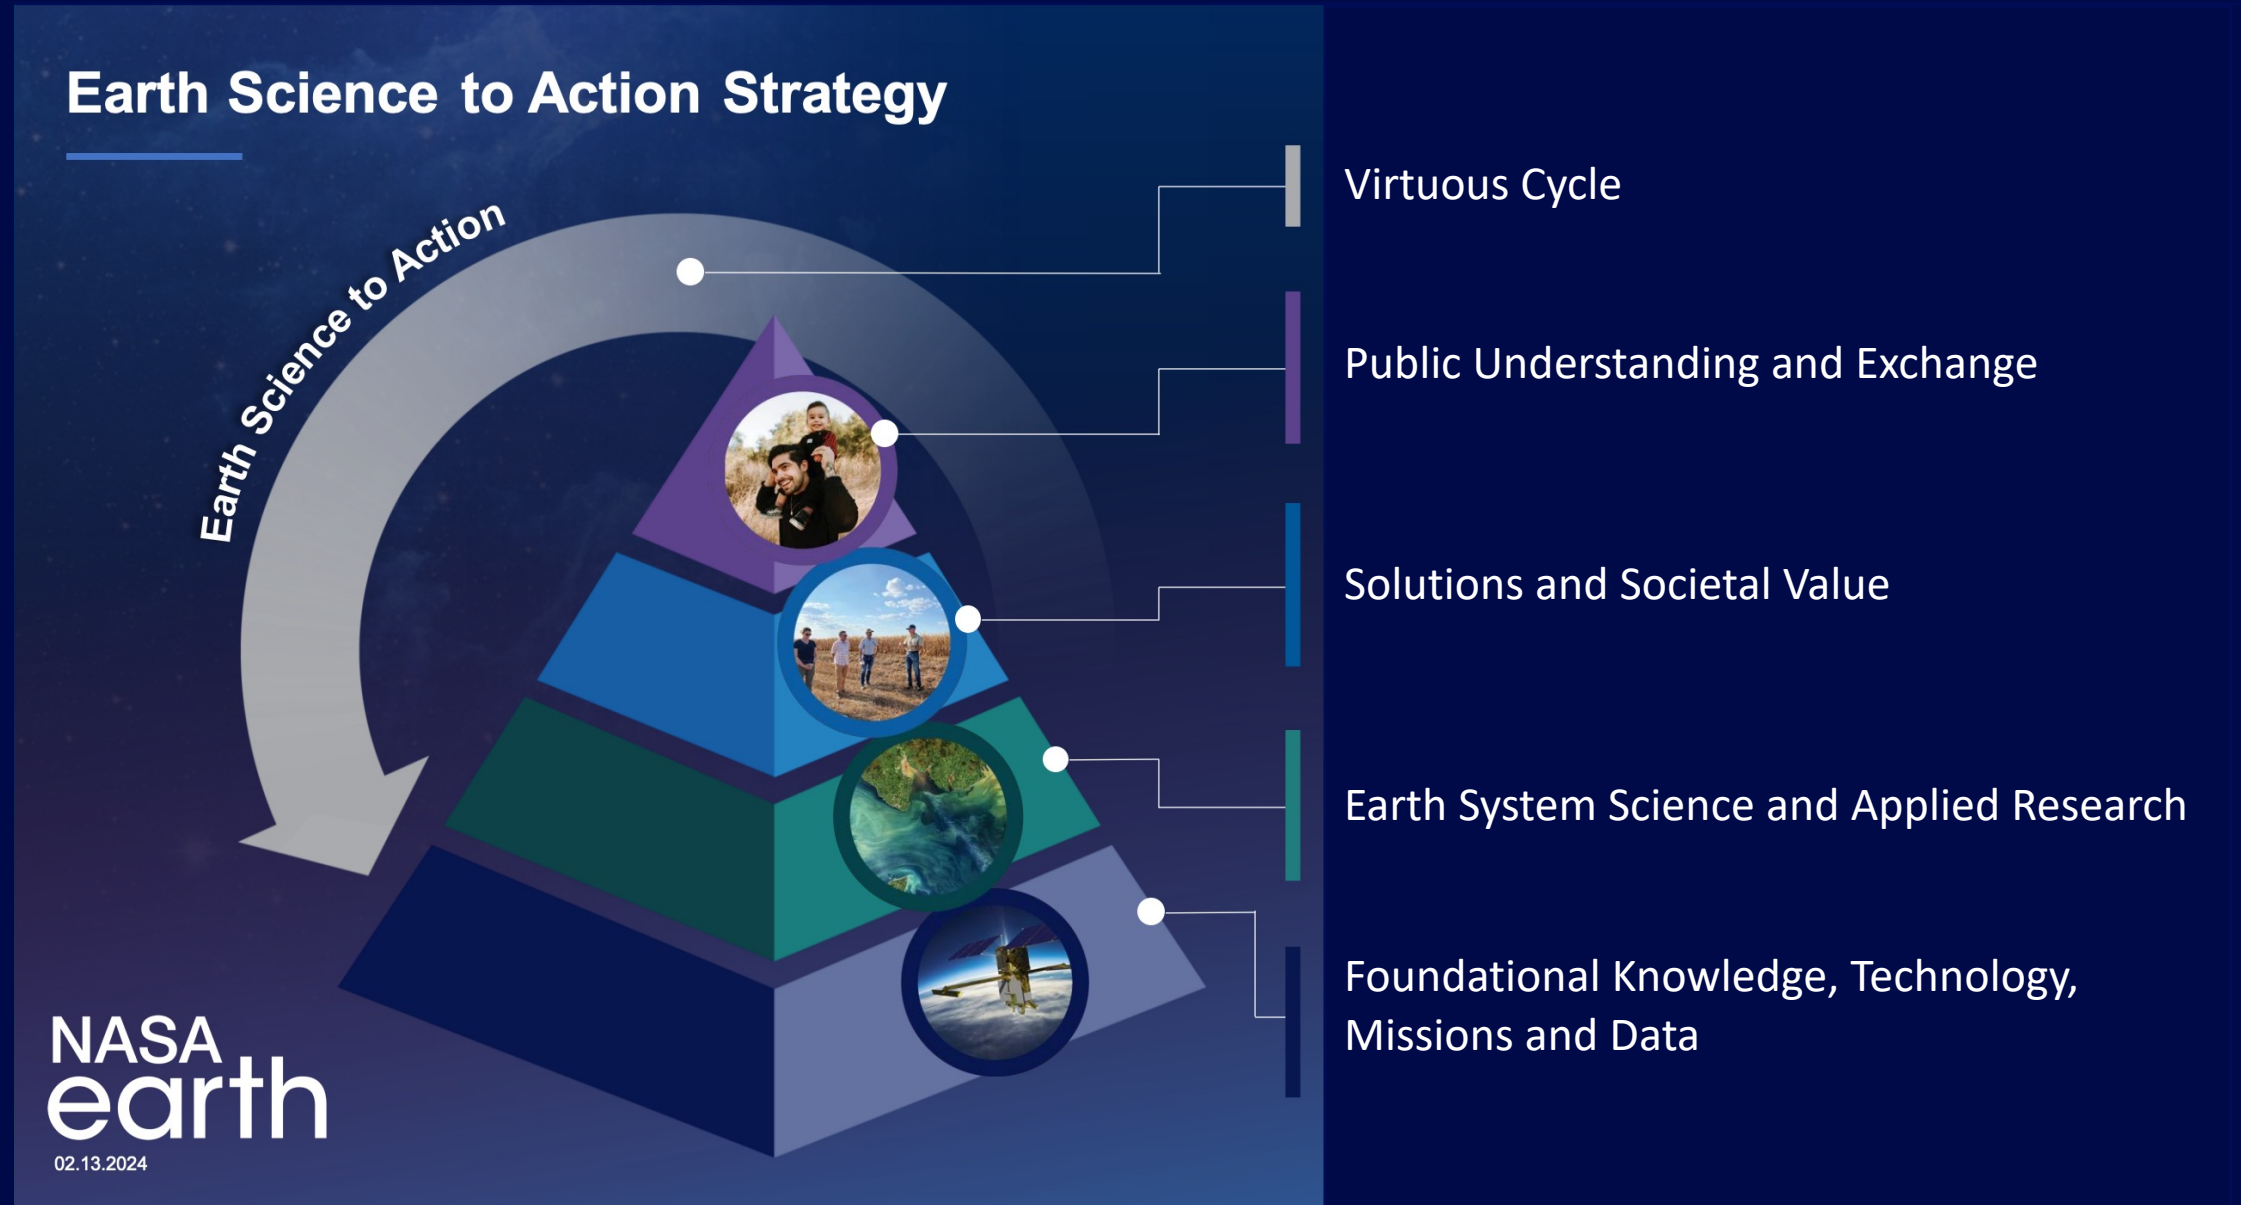 Earth Science to Action Strategy
Earth Science to Action
Virtuous Cycle
Public Understanding and Exchange
Solutions and Societal Value
Earth System Science and Applied Research
Foundational Knowledge, Technology,
Missions and Data
NASA
earth
02.13.2024